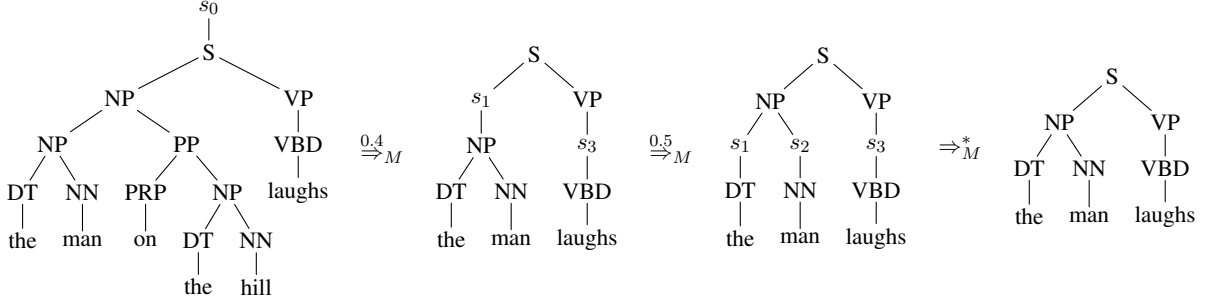 s₀
S
NP VP
NP PP VBD
DT NN PRP NP laughs
the man on DT NN
the hill
0.4
⇒M
S
s₁ VP
NP s₃
DT NN VBD
the man laughs
0.5
⇒M
S
NP VP
s₁ s₂ s₃
DT NN VBD
the man laughs
⇒*M
S
NP VP
DT NN VBD
the man laughs